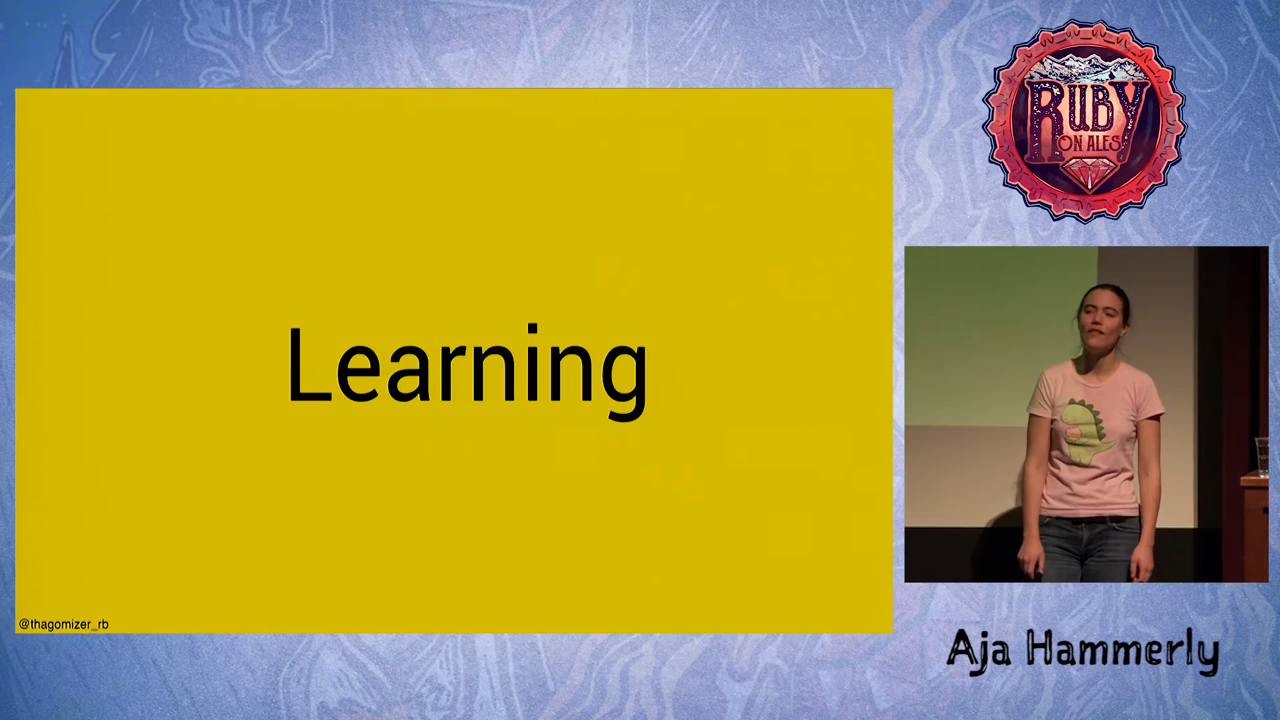 Learning
@thagomizer_rb
RUBY
ON ALES
Aja Hammerly